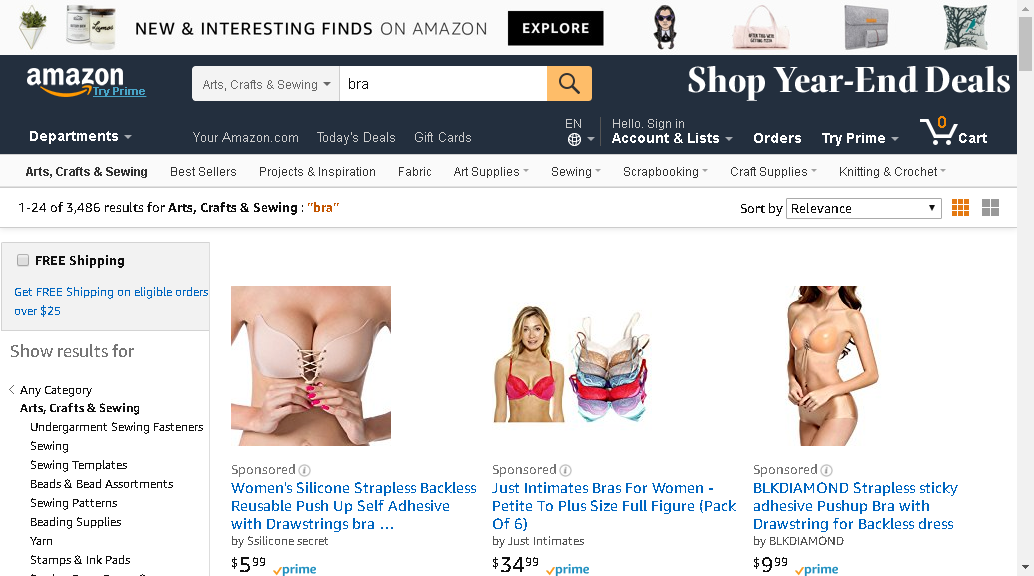 NEW & INTERESTING FINDS ON AMAZON
EXPLORE
amazon
Try Prime
Arts, Crafts & Sewing
bra
Shop Year-End Deals
Departments
Your Amazon.com
Today's Deals
Gift Cards
EN
Hello. Sign in
Account & Lists
Orders
Try Prime
0
Cart
Arts, Crafts & Sewing
Best Sellers
Projects & Inspiration
Fabric
Art Supplies
Sewing
Scrapbooking
Craft Supplies
Knitting & Crochet
1-24 of 3,486 results for Arts, Crafts & Sewing : "bra"
Sort by
Relevance
FREE Shipping
Get FREE Shipping on eligible orders
over $25
Show results for
Any Category
Arts, Crafts & Sewing
Undergarment Sewing Fasteners
Sewing
Sewing Templates
Beads & Bead Assortments
Sewing Patterns
Beading Supplies
Yarn
Stamps & Ink Pads
Sponsored
Women's Silicone Strapless Backless
Reusable Push Up Self Adhesive
with Drawstrings bra ...
by Ssilicone secret
$5 99
prime
Sponsored
Just Intimates Bras For Women -
Petite To Plus Size Full Figure (Pack
Of 6)
by Just Intimates
$34 99
prime
Sponsored
BLKDIAMOND Strapless sticky
adhesive Pushup Bra with
Drawstring for Backless dress
by BLKDIAMOND
$9 99
prime